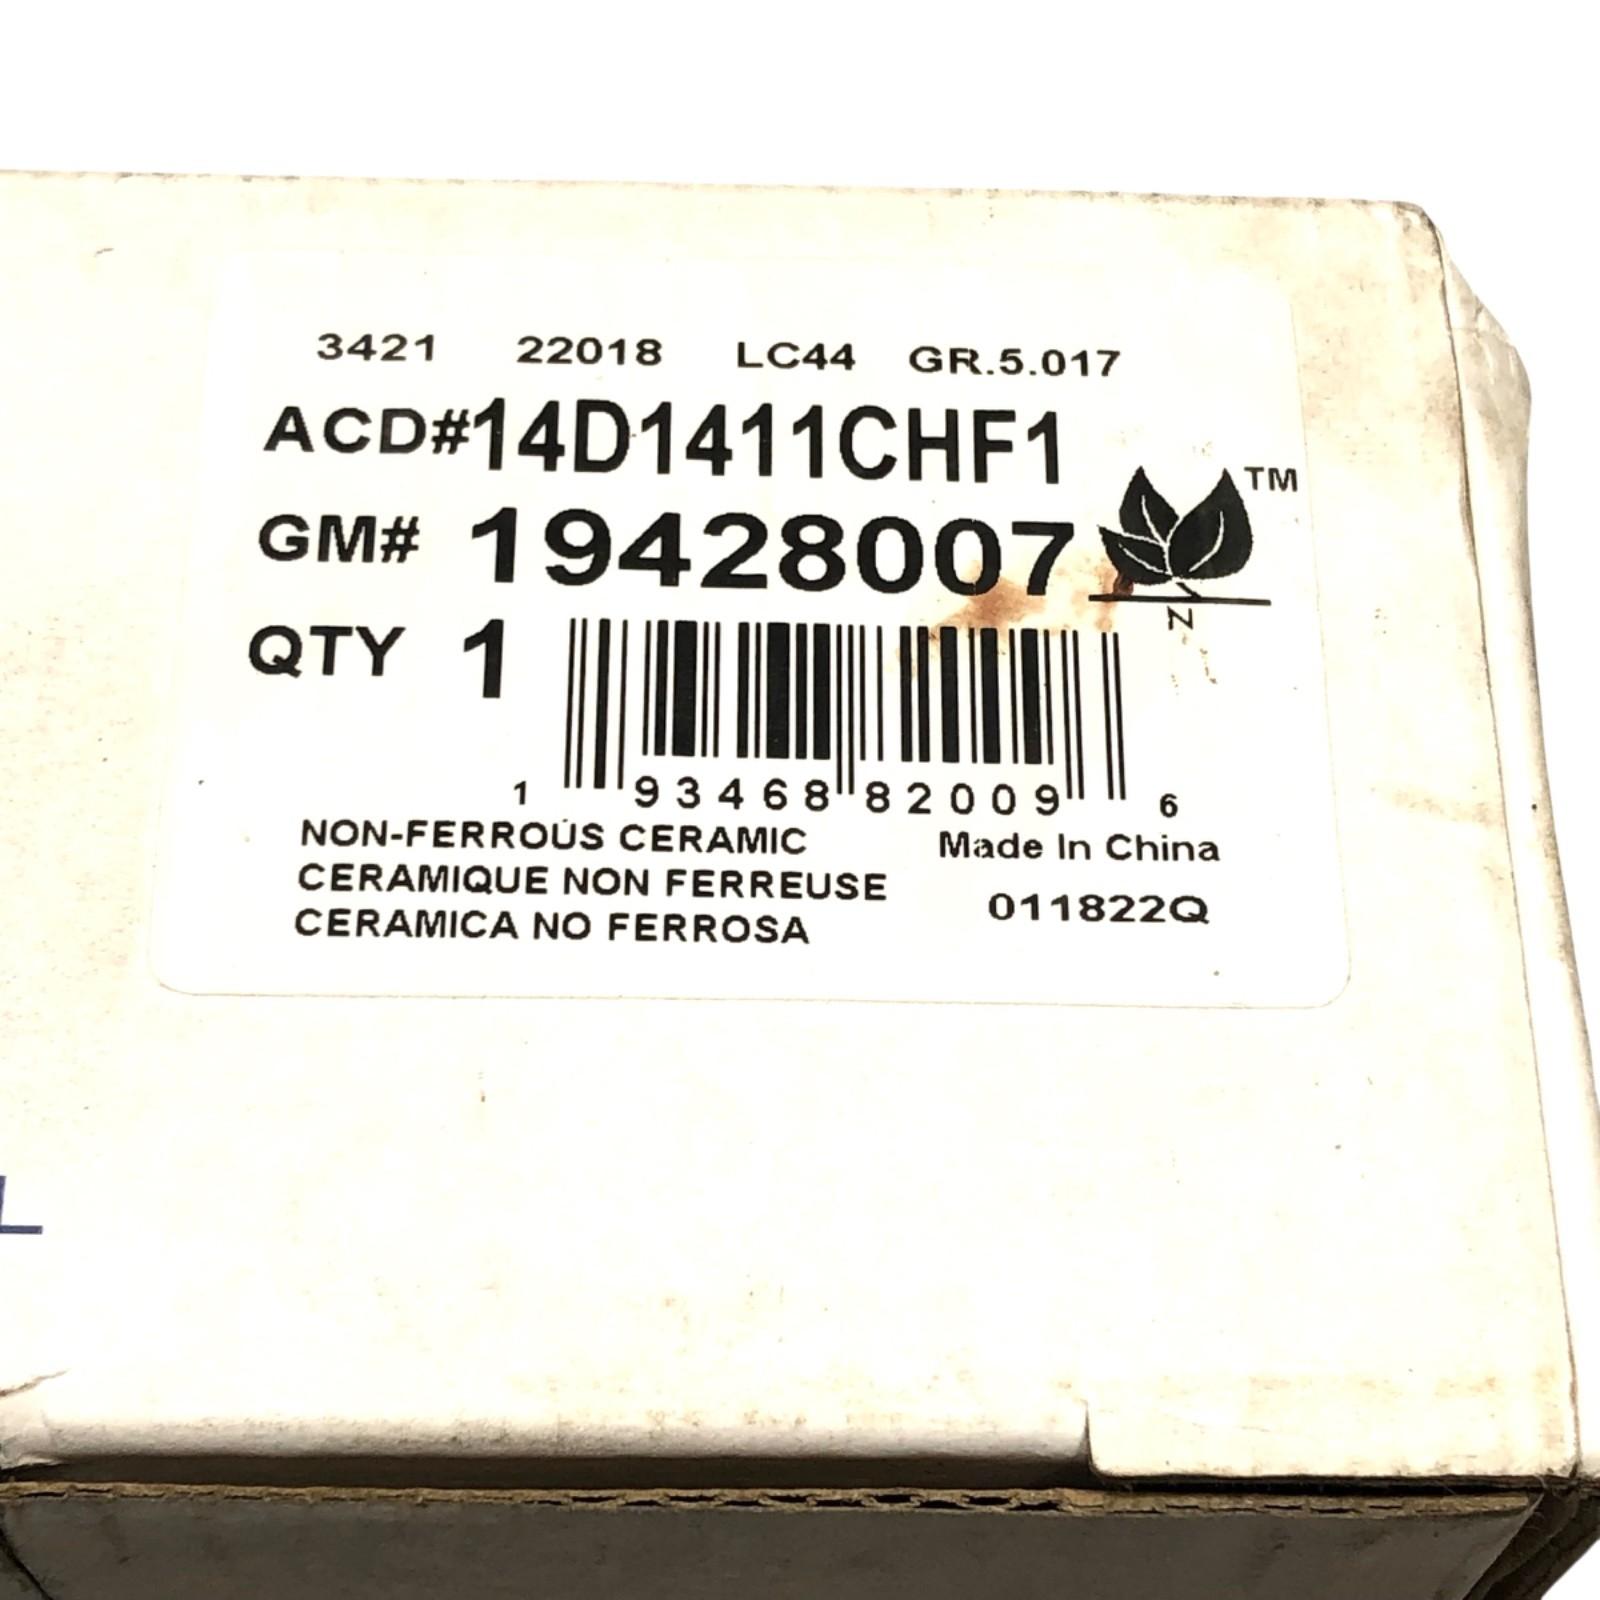 3421 22018 LC44 GR.5.017
ACD#14D1411CHF1
TM
GM# 19428007
N
QTY 1
1 93468 82009 6
NON-FERROUS CERAMIC
CERAMIQUE NON FERREUSE
CERAMICA NO FERROSA
Made In China
011822Q
L